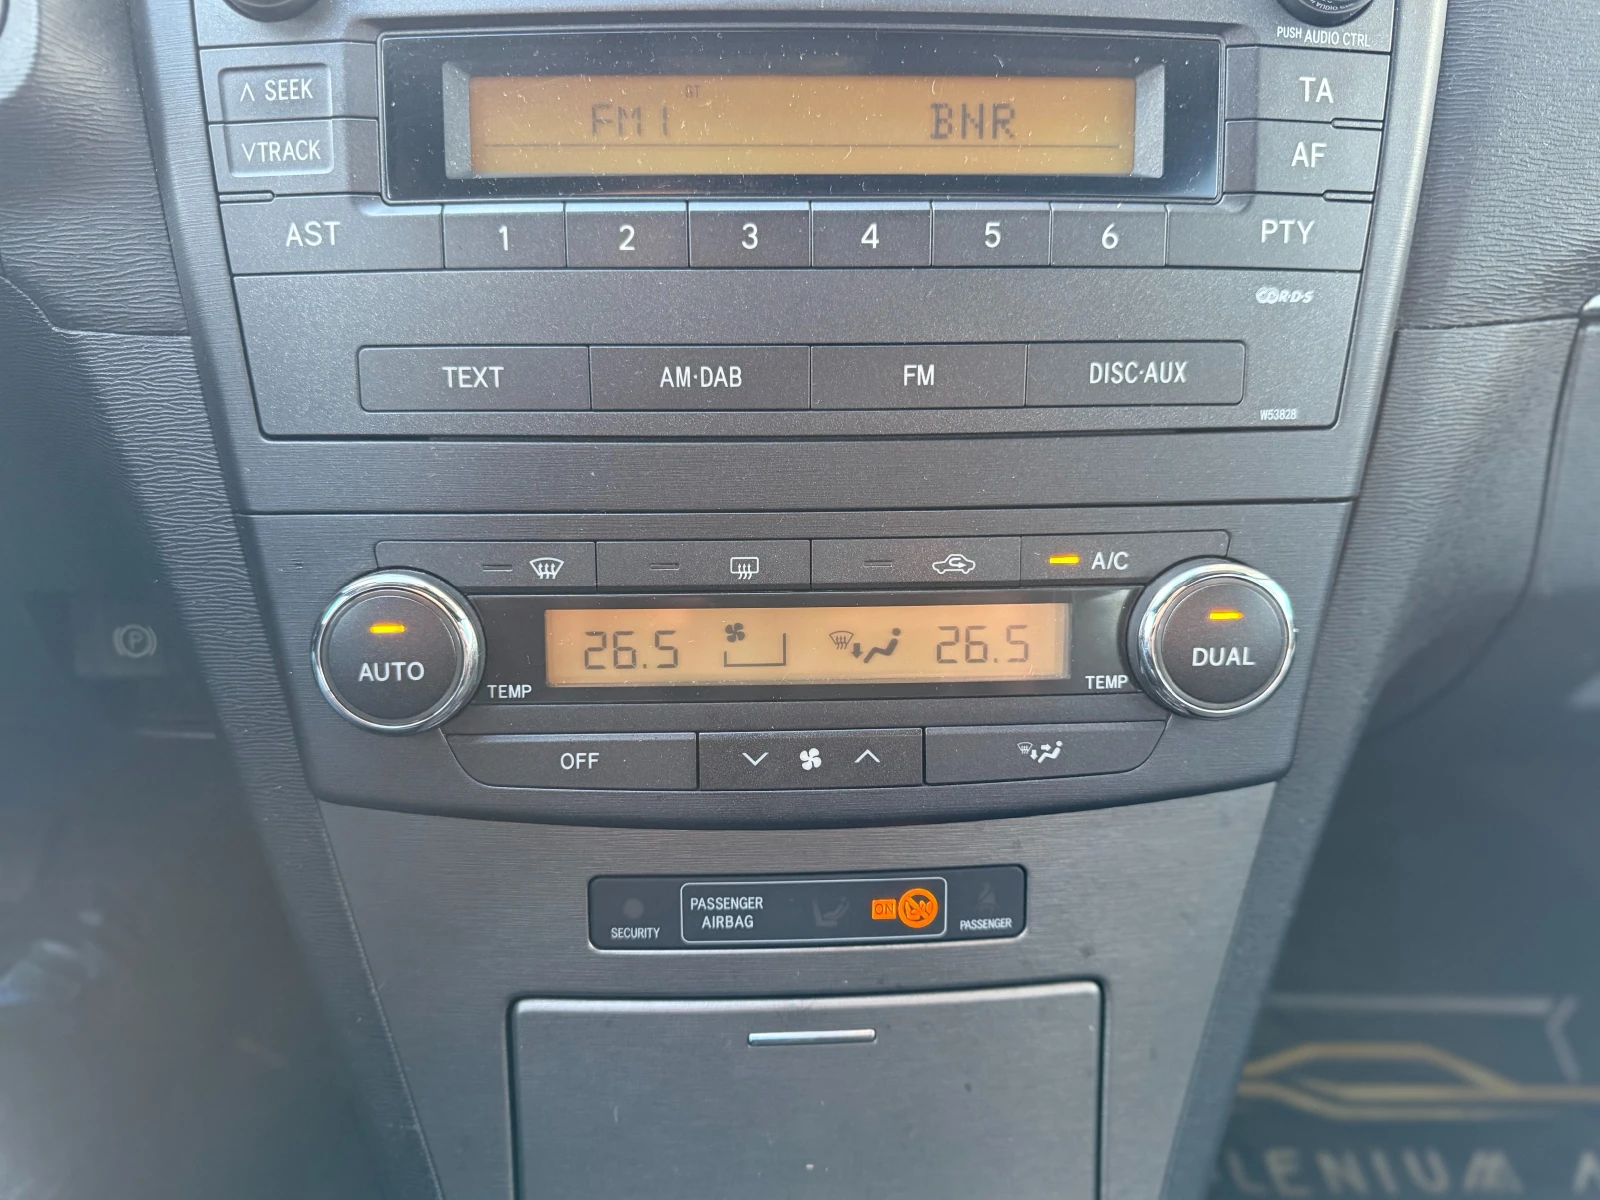 PUSH AUDIO CTRL
∧ SEEK
FM1
ST
BNR
TA
∨ TRACK
AF
AST
1
2
3
4
5
6
PTY
R·D·S
TEXT
AM·DAB
FM
DISC·AUX
W53828
A/C
AUTO
TEMP
26.5
26.5
TEMP
DUAL
OFF
SECURITY
PASSENGER
AIRBAG
ON
PASSENGER
LENIUM